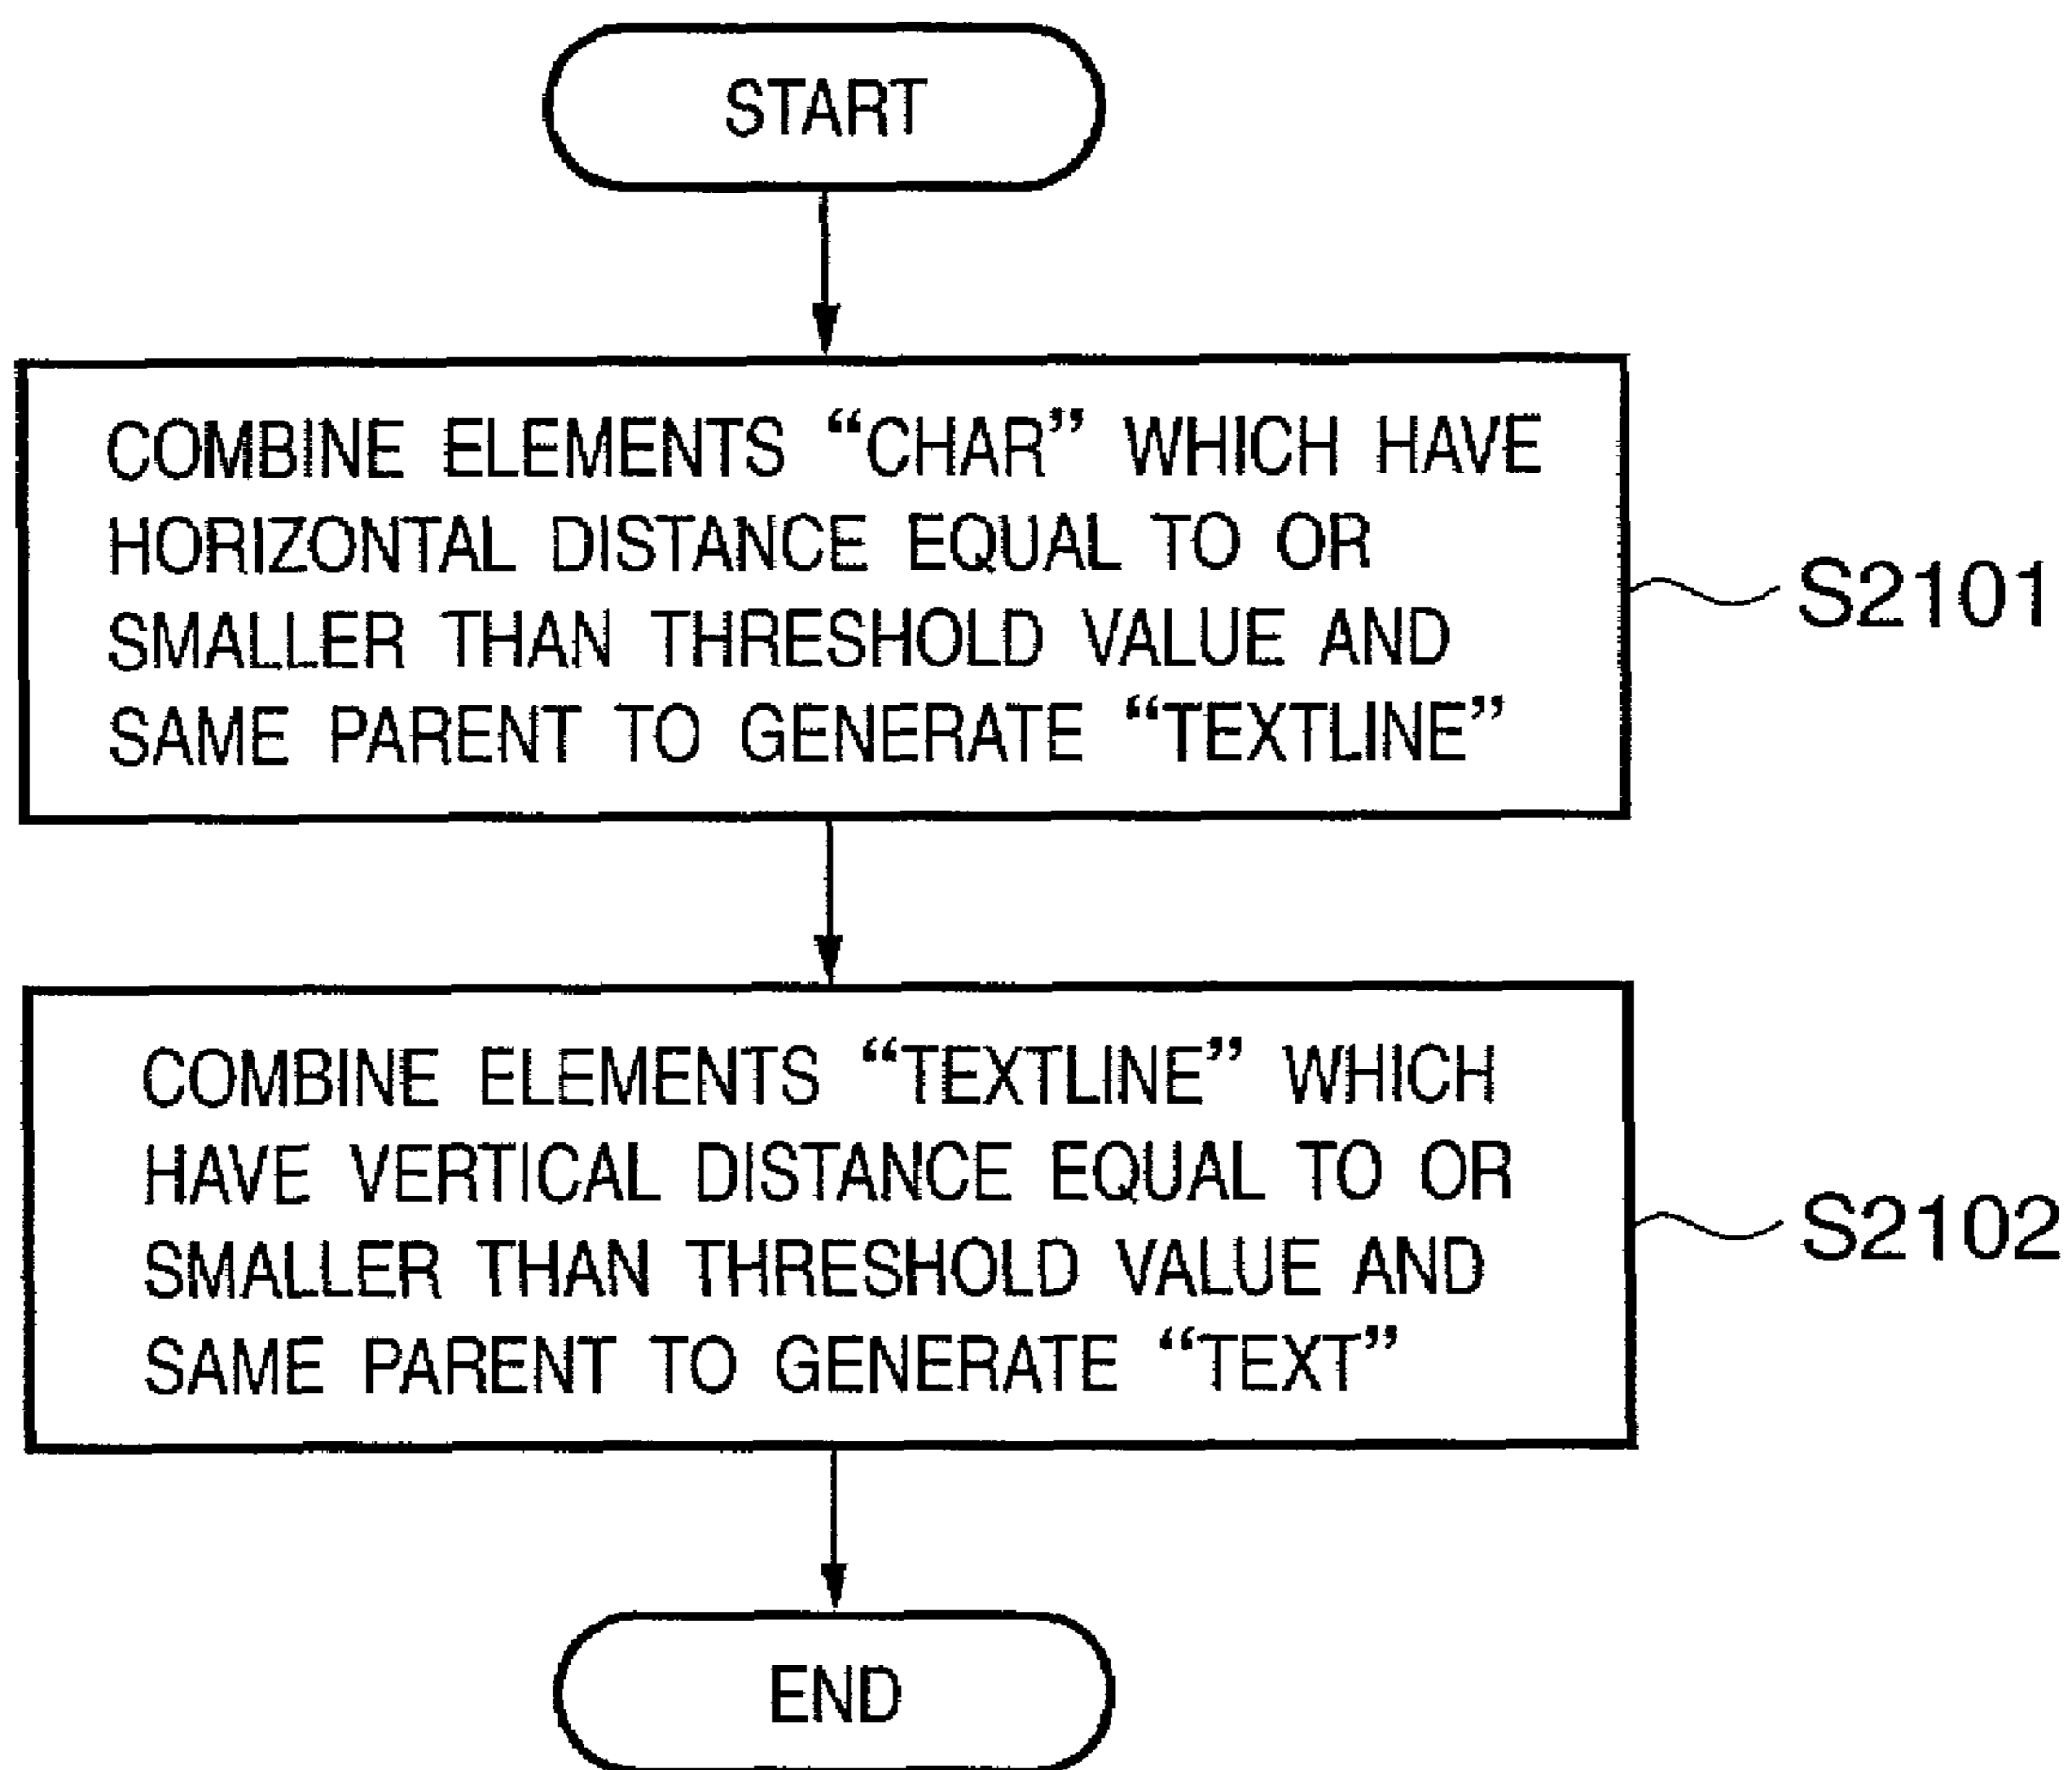 START
COMBINE ELEMENTS “CHAR” WHICH HAVE
HORIZONTAL DISTANCE EQUAL TO OR
SMALLER THAN THRESHOLD VALUE AND
SAME PARENT TO GENERATE “TEXTLINE”
S2101
COMBINE ELEMENTS “TEXTLINE” WHICH
HAVE VERTICAL DISTANCE EQUAL TO OR
SMALLER THAN THRESHOLD VALUE AND
SAME PARENT TO GENERATE “TEXT”
S2102
END